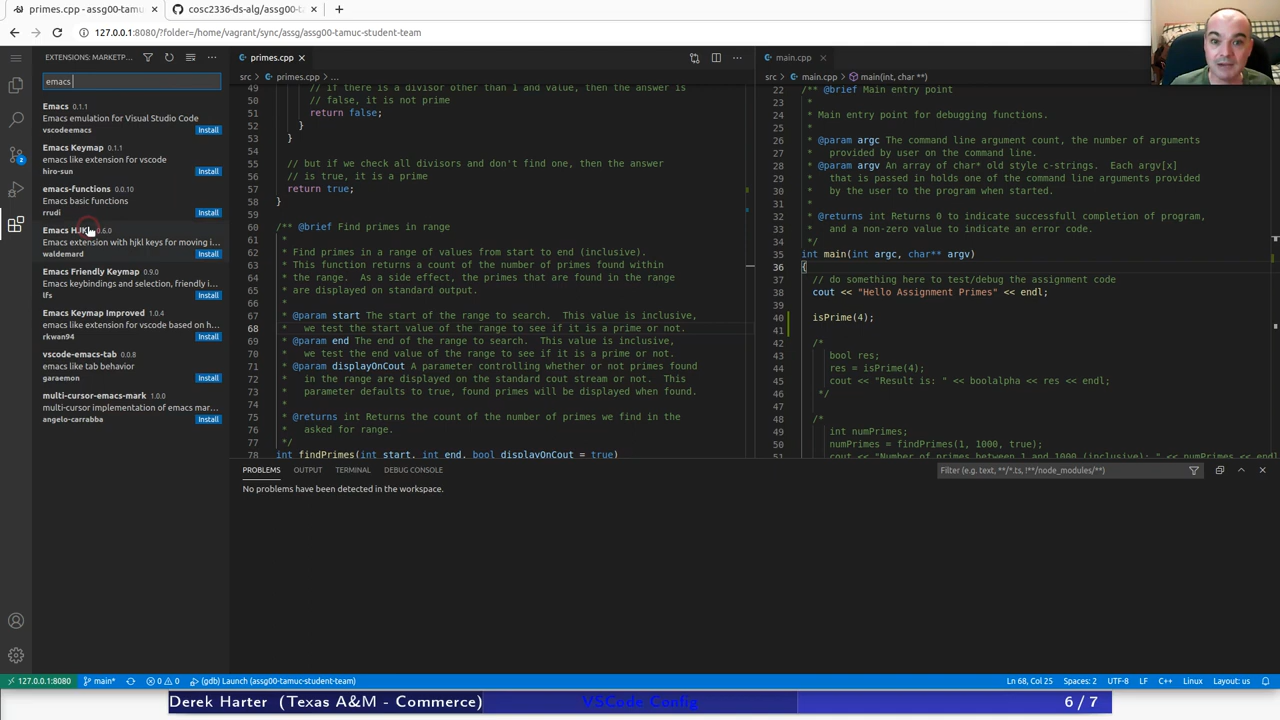 primes.cpp - assg00-tamu
cosc2336-ds-alg/assg00-t
127.0.0.1:8080/?folder=/home/vagrant/sync/assg/assg00-tamuc-student-team
EXTENSIONS: MARKETP...
emacs
Emacs 0.1.1
Emacs emulation for Visual Studio Code
vscodeemacs
Install
Emacs Keymap 0.1.1
emacs like extension for vscode
hiro-sun
Install
emacs-functions 0.0.10
Emacs basic functions
rrudi
Install
Emacs HJKL 0.6.0
Emacs extension with hjkl keys for moving i...
waldemard
Install
Emacs Friendly Keymap 0.9.0
Emacs keybindings and selection, friendly i...
lfs
Install
Emacs Keymap Improved 1.0.4
emacs like extension for vscode based on h...
rkwan94
Install
vscode-emacs-tab 0.0.8
emacs like tab behavior
garaemon
Install
multi-cursor-emacs-mark 1.0.0
multi-cursor implementation of emacs mar...
angelo-carrabba
Install
2
primes.cpp
src > primes.cpp > ...
49 // if there is a divisor other than 1 and value, then the answer is
50 // false, it is not prime
51 return false;
52 }
53 }
54
55 // but if we check all divisors and don't find one, then the answer
56 // is true, it is a prime
57 return true;
58 }
59
60 /** @brief Find primes in range
61 *
62 * Find primes in a range of values from start to end (inclusive).
63 * This function returns a count of the number of primes found within
64 * the range.  As a side effect, the primes that are found in the range
65 * are displayed on standard output.
66 *
67 * @param start The start of the range to search.  This value is inclusive,
68 *   we test the start value of the range to see if it is a prime or not.
69 * @param end The end of the range to search.  This value is inclusive,
70 *   we test the end value of the range to see if it is a prime or not.
71 * @param displayOnCout A parameter controlling whether or not primes found
72 *   in the range are displayed on the standard cout stream or not.  This
73 *   parameter defaults to true, found primes will be displayed when found.
74 *
75 * @returns int Returns the count of the number of primes we find in the
76 *   asked for range.
77 */
78 int findPrimes(int start, int end, bool displayOnCout = true)
main.cpp
src > main.cpp > main(int, char **)
22 /** @brief Main entry point
23 *
24 * Main entry point for debugging functions.
25 *
26 * @param argc The command line argument count, the number of arguments
27 *   provided by user on the command line.
28 * @param argv An array of char* old style c-strings.  Each argv[x]
29 *   that is passed in holds one of the command line arguments provided
30 *   by the user to the program when started.
31 *
32 * @returns int Returns 0 to indicate successfull completion of program,
33 *   and a non-zero value to indicate an error code.
34 */
35 int main(int argc, char** argv)
36 {
37 // do something here to test/debug the assignment code
38 cout << "Hello Assignment Primes" << endl;
39
40 isPrime(4);
41
42 /*
43 bool res;
44 res = isPrime(4);
45 cout << "Result is: " << boolalpha << res << endl;
46 */
47
48 /*
49 int numPrimes;
50 numPrimes = findPrimes(1, 1000, true);
51 cout << "Number of primes between 1 and 1000 (inclusive): " << numPrimes << end
PROBLEMS OUTPUT TERMINAL DEBUG CONSOLE
Filter (e.g. text, **/*.ts, !**/node_modules/**)
No problems have been detected in the workspace.
127.0.0.1:8080 main* 0 0 (gdb) Launch (assg00-tamuc-student-team)
Ln 68, Col 25 Spaces: 2 UTF-8 LF C++ Linux Layout: us
Derek Harter (Texas A&M - Commerce) VSCode Config 6 / 7